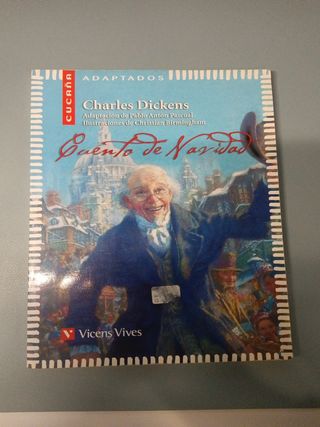 CUCAÑA
ADAPTADOS
Charles Dickens
Adaptación de Pablo Antón Pascual
Ilustraciones de Christian Birmingham
Cuento de Navidad
Vicens Vives